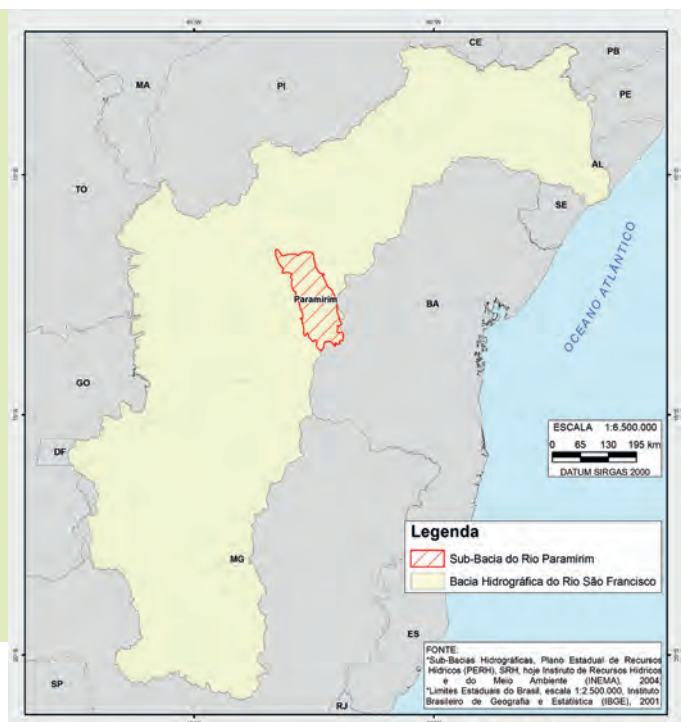 CE
PB
MA
PI
PE
AL
TO
SE
Paramirim
BA
OCEANO ATLÂNTICO
GO
DF
ESCALA 1:6.500.000
0 65 130 195 km
DATUM SIRGAS 2000
Legenda
Sub-Bacia do Rio Paramirim
Bacia Hidrográfica do Rio São Francisco
MG
ES
SP
RJ
FONTE:
*Sub-Bacias Hidrográficas, Plano Estadual de Recursos
Hídricos (PERH), SRH, hoje Instruto de Recursos Hídricos
e do Meio Ambiente (INEMA), 2004;
*Limites Estaduais do Brasil, escala 1:2.500.000, Instituto
Brasileiro de Geografia e Estatística (IBGE), 2001